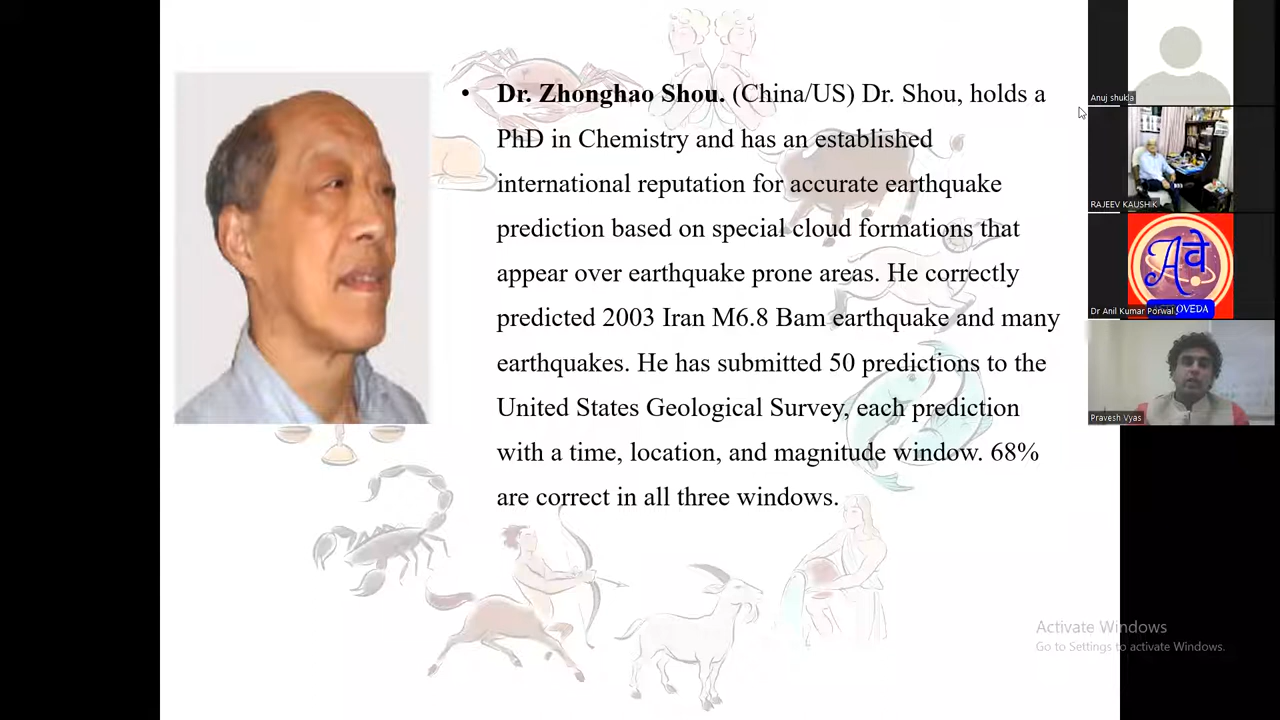 • Dr. Zhonghao Shou. (China/US) Dr. Shou, holds a
PhD in Chemistry and has an established
international reputation for accurate earthquake
prediction based on special cloud formations that
appear over earthquake prone areas. He correctly
predicted 2003 Iran M6.8 Bam earthquake and many
earthquakes. He has submitted 50 predictions to the
United States Geological Survey, each prediction
with a time, location, and magnitude window. 68%
are correct in all three windows.
Anuj shukla
RAJEEV KAUSHIK
Aवे
Dr Anil Kumar Porwal
OVEDA
Pravesh Vyas
Activate Windows
Go to Settings to activate Windows.